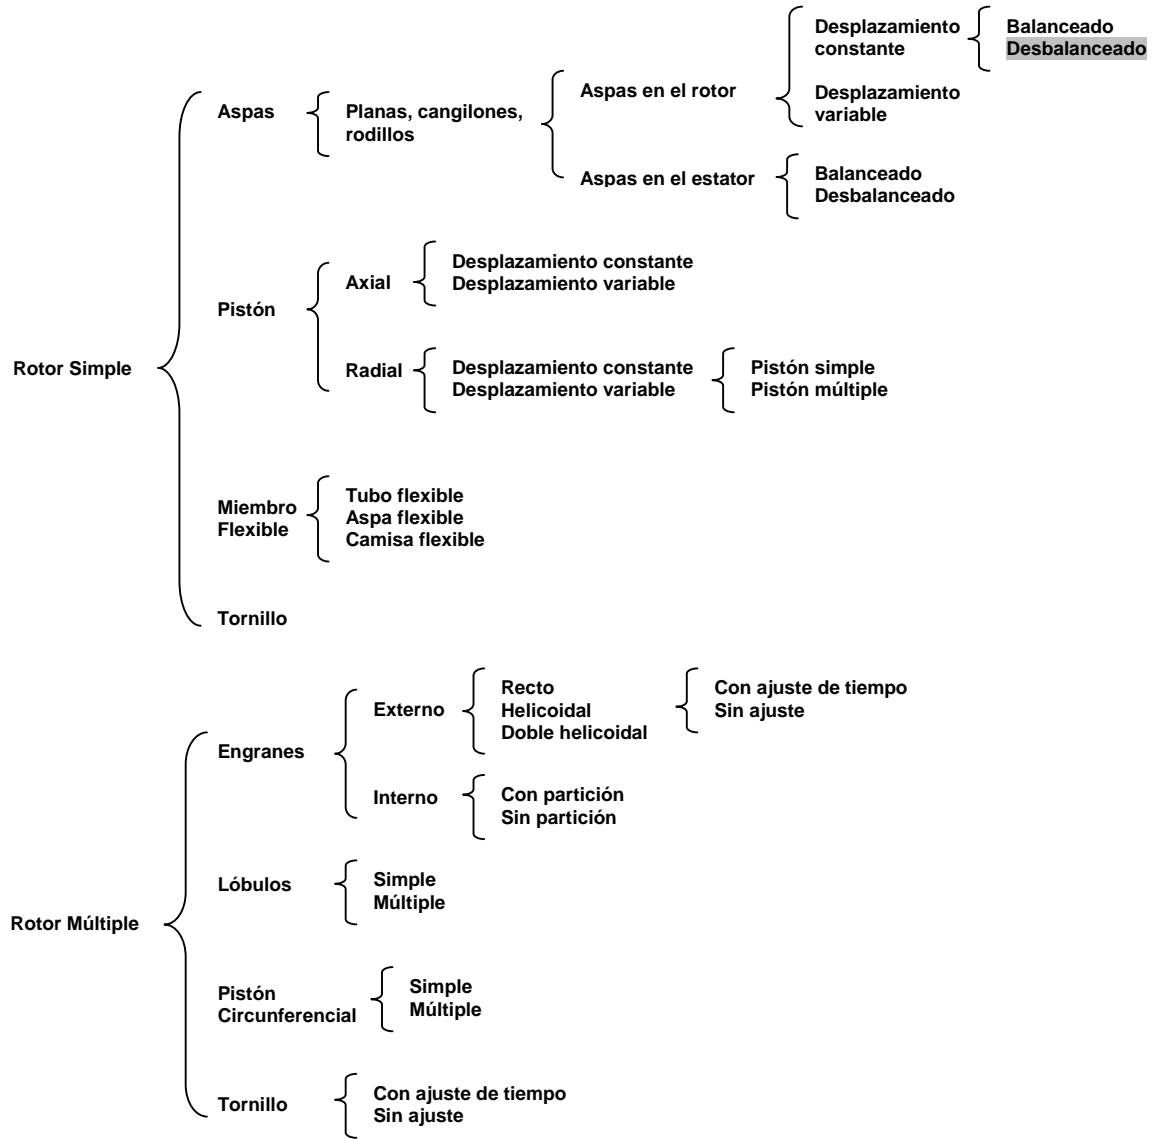 Rotor Simple
Aspas
Planas, cangilones,
rodillos
Aspas en el rotor
Desplazamiento
constante
Balanceado
Desbalanceado
Desplazamiento
variable
Aspas en el estator
Balanceado
Desbalanceado
Pistón
Axial
Desplazamiento constante
Desplazamiento variable
Radial
Desplazamiento constante
Desplazamiento variable
Pistón simple
Pistón múltiple
Miembro
Flexible
Tubo flexible
Aspa flexible
Camisa flexible
Tornillo
Rotor Múltiple
Engranes
Externo
Recto
Helicoidal
Doble helicoidal
Con ajuste de tiempo
Sin ajuste
Interno
Con partición
Sin partición
Lóbulos
Simple
Múltiple
Pistón
Circunferencial
Simple
Múltiple
Tornillo
Con ajuste de tiempo
Sin ajuste